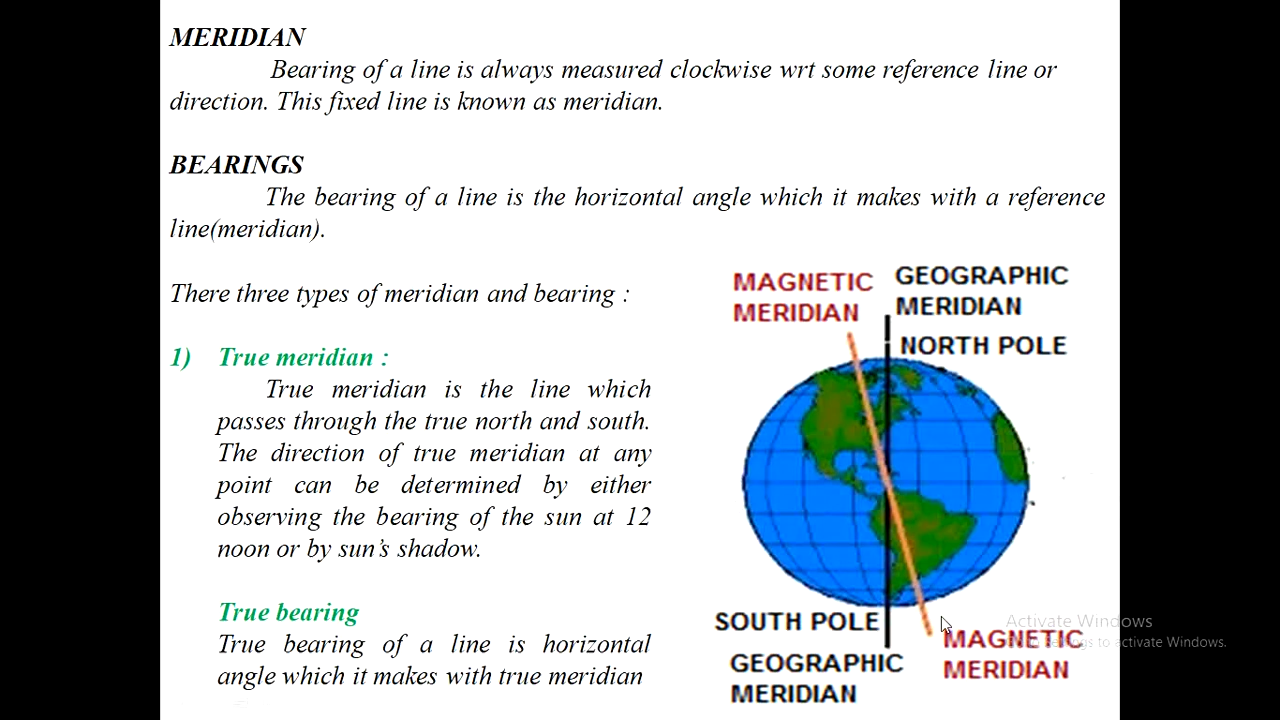 MERIDIAN
Bearing of a line is always measured clockwise wrt some reference line or
direction. This fixed line is known as meridian.
BEARINGS
The bearing of a line is the horizontal angle which it makes with a reference
line(meridian).
There three types of meridian and bearing :
1) True meridian :
True meridian is the line which
passes through the true north and south.
The direction of true meridian at any
point can be determined by either
observing the bearing of the sun at 12
noon or by sun's shadow.
True bearing
True bearing of a line is horizontal
angle which it makes with true meridian
MAGNETIC
MERIDIAN
GEOGRAPHIC
MERIDIAN
NORTH POLE
SOUTH POLE
GEOGRAPHIC
MERIDIAN
MAGNETIC
MERIDIAN
Activate Windows
Go to Settings to activate Windows.